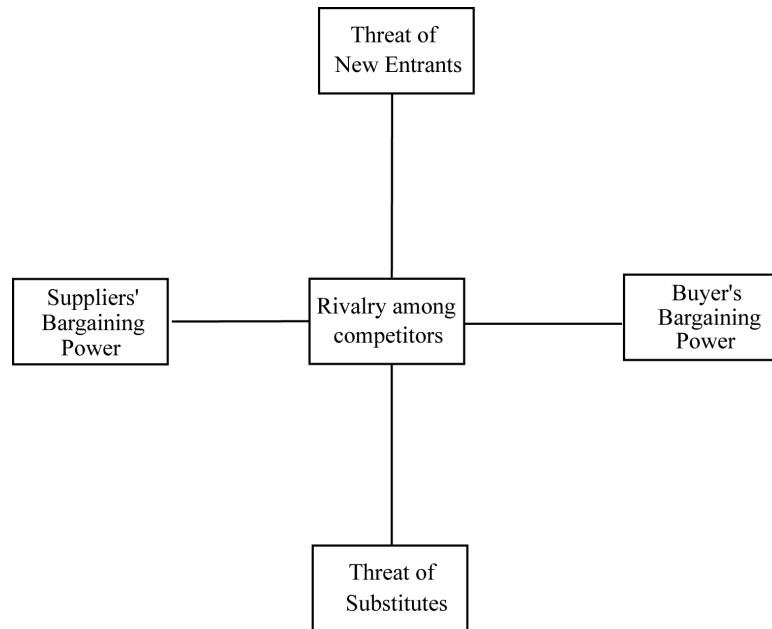 Threat of
New Entrants
Suppliers'
Bargaining
Power
Rivalry among
competitors
Buyer's
Bargaining
Power
Threat of
Substitutes